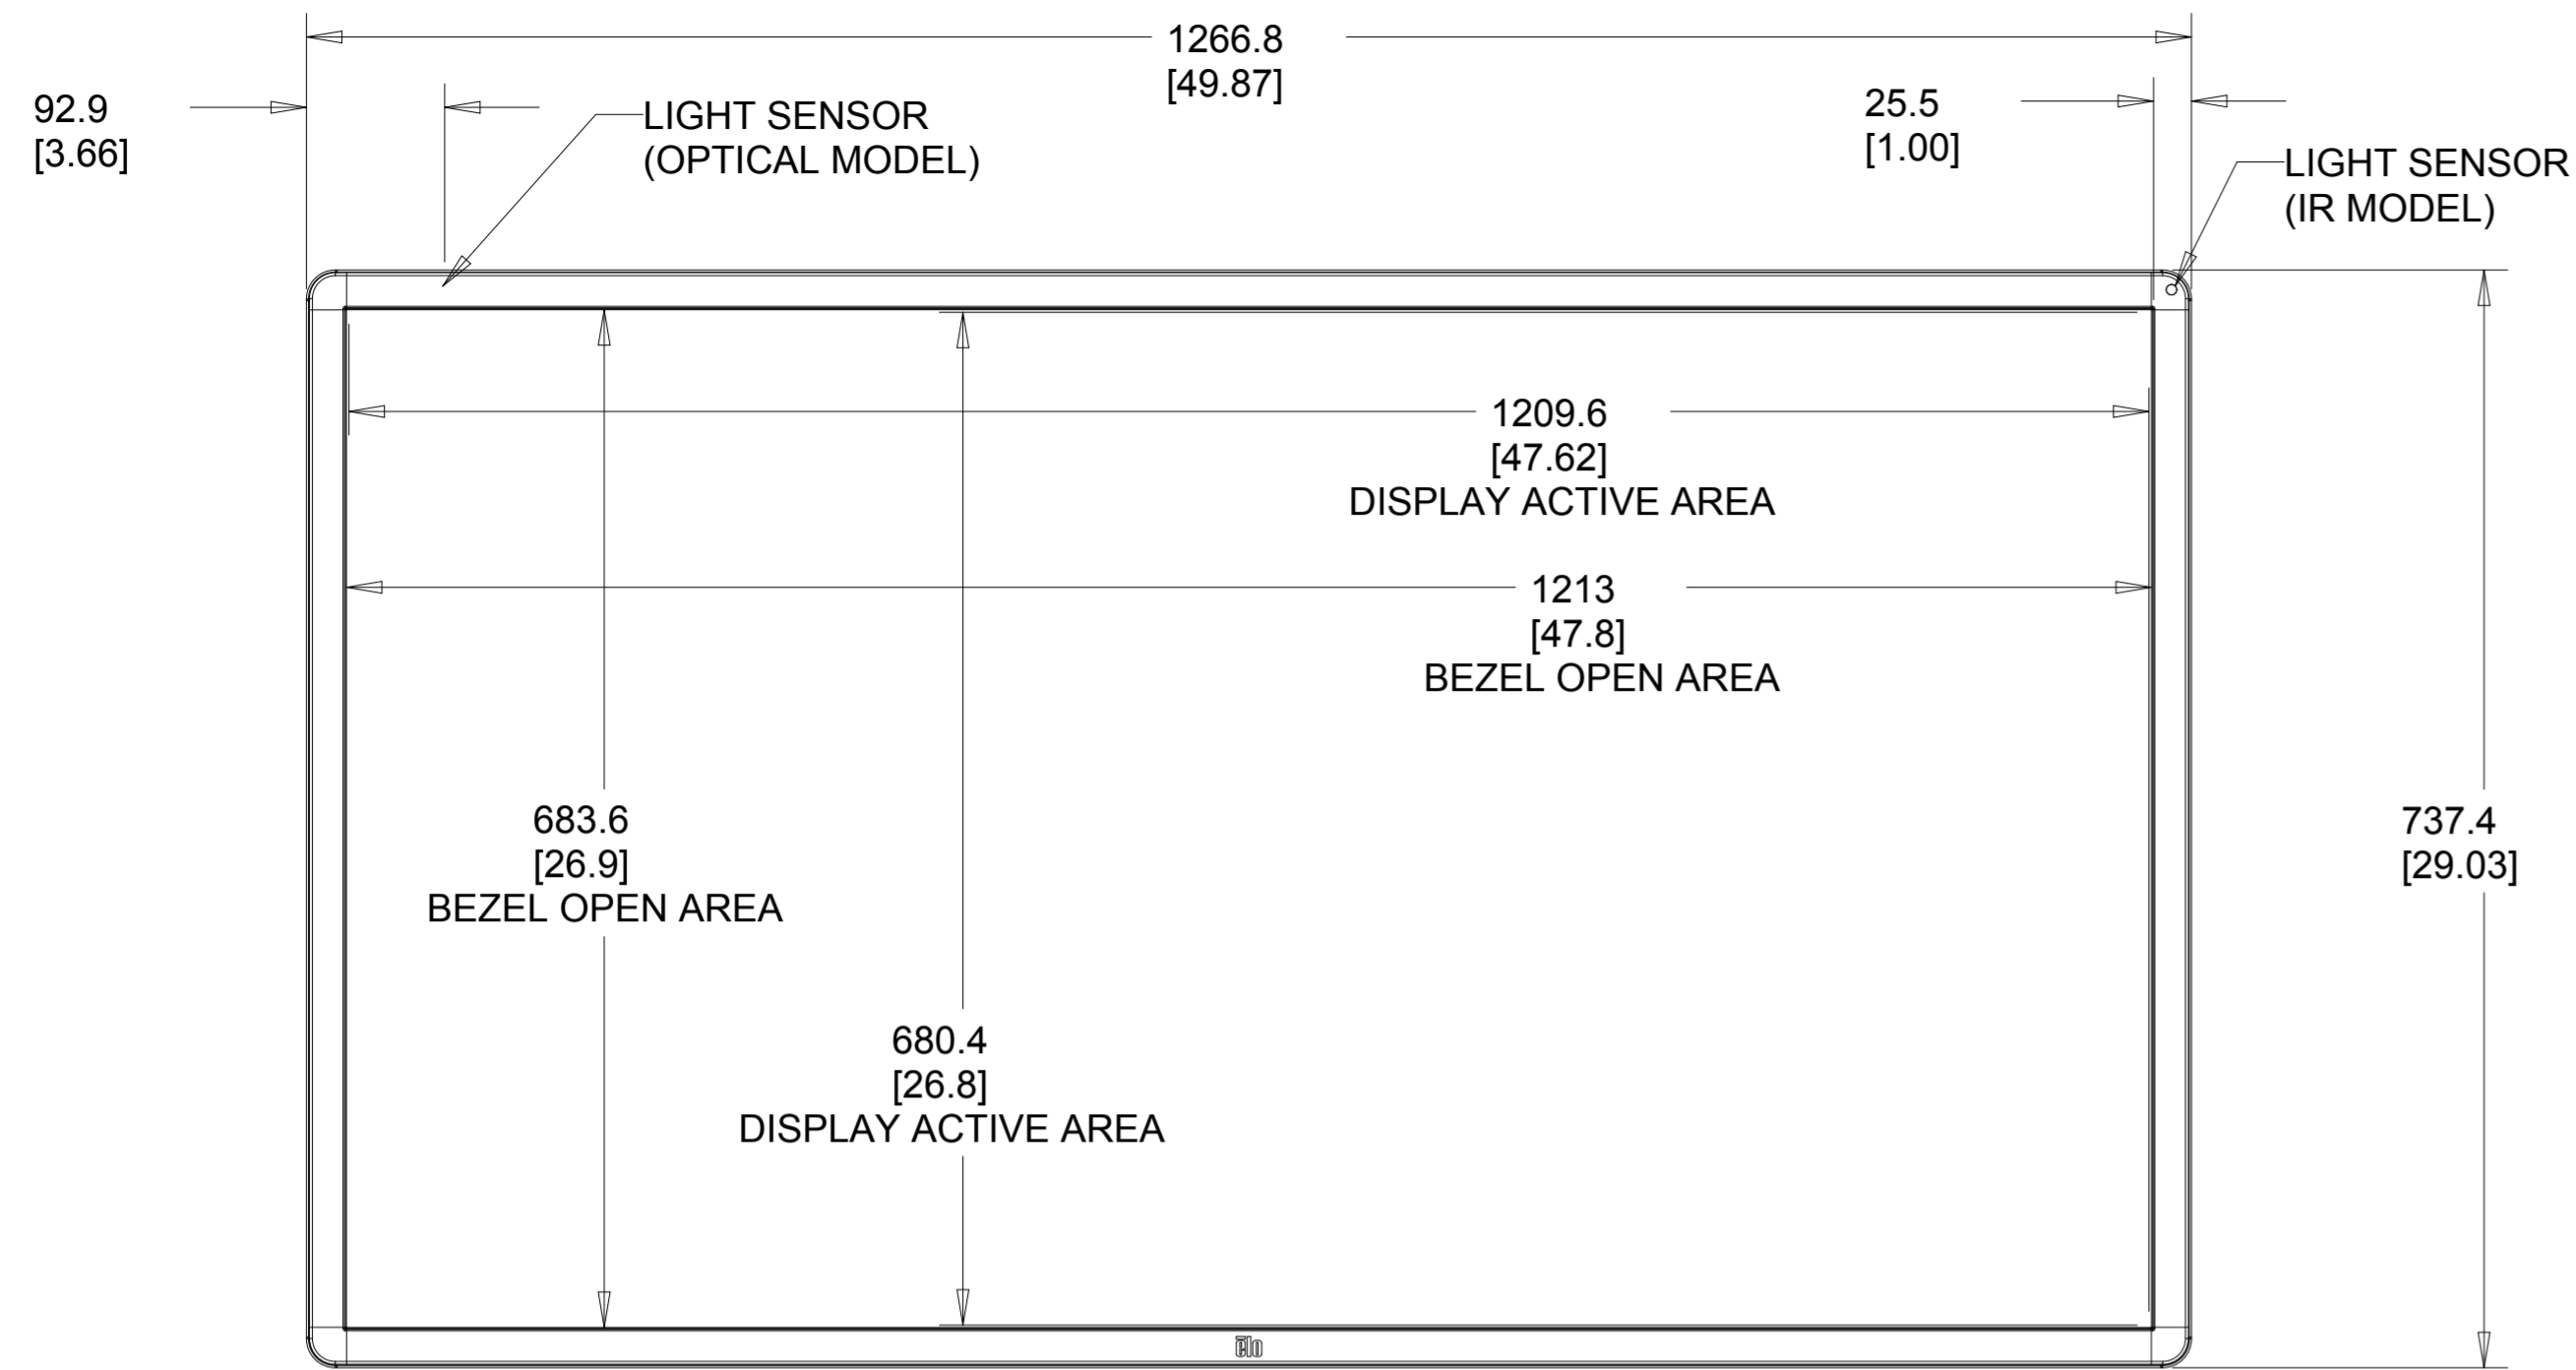 1266.8
[49.87]
92.9
[3.66]
LIGHT SENSOR
(OPTICAL MODEL)
25.5
[1.00]
LIGHT SENSOR
(IR MODEL)
1209.6
[47.62]
DISPLAY ACTIVE AREA
1213
[47.8]
BEZEL OPEN AREA
683.6
[26.9]
BEZEL OPEN AREA
737.4
[29.03]
680.4
[26.8]
DISPLAY ACTIVE AREA
ēlo